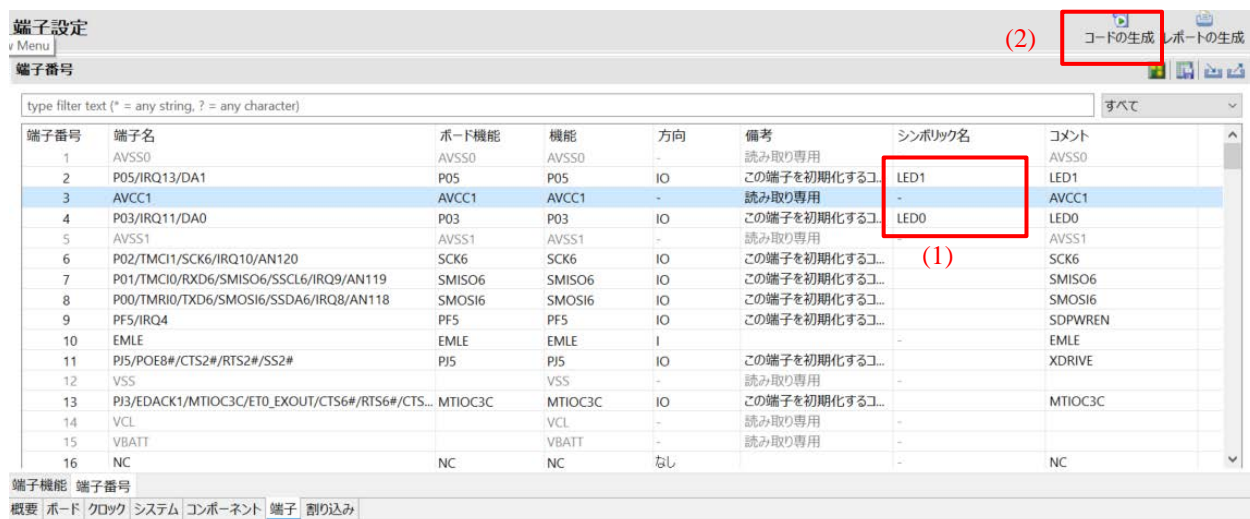 端子設定
v Menu
(2)
コードの生成 レポートの生成
端子番号
type filter text (* = any string, ? = any character) すべて
端子番号 端子名 ボード機能 機能 方向 備考 シンボリック名 コメント
1 AVSS0 AVSS0 AVSS0 - 読み取り専用 AVSS0
2 P05/IRQ13/DA1 P05 P05 IO この端子を初期化するコ... LED1 LED1
3 AVCC1 AVCC1 AVCC1 - 読み取り専用 - AVCC1
4 P03/IRQ11/DA0 P03 P03 IO この端子を初期化するコ... LED0 LED0
5 AVSS1 AVSS1 AVSS1 - 読み取り専用 - AVSS1
(1)
6 P02/TMCI1/SCK6/IRQ10/AN120 SCK6 SCK6 IO この端子を初期化するコ... SCK6
7 P01/TMCI0/RXD6/SMISO6/SSCL6/IRQ9/AN119 SMISO6 SMISO6 IO この端子を初期化するコ... SMISO6
8 P00/TMRI0/TXD6/SMOSI6/SSDA6/IRQ8/AN118 SMOSI6 SMOSI6 IO この端子を初期化するコ... SMOSI6
9 PF5/IRQ4 PF5 PF5 IO この端子を初期化するコ... SDPWREN
10 EMLE EMLE EMLE I - EMLE
11 PJ5/POE8#/CTS2#/RTS2#/SS2# PJ5 PJ5 IO この端子を初期化するコ... XDRIVE
12 VSS VSS - 読み取り専用 -
13 PJ3/EDACK1/MTIOC3C/ET0_EXOUT/CTS6#/RTS6#/CTS... MTIOC3C MTIOC3C IO この端子を初期化するコ... MTIOC3C
14 VCL VCL - 読み取り専用 -
15 VBATT VBATT - 読み取り専用 -
16 NC NC NC なし - NC
端子機能 端子番号
概要 ボード クロック システム コンポーネント 端子 割り込み